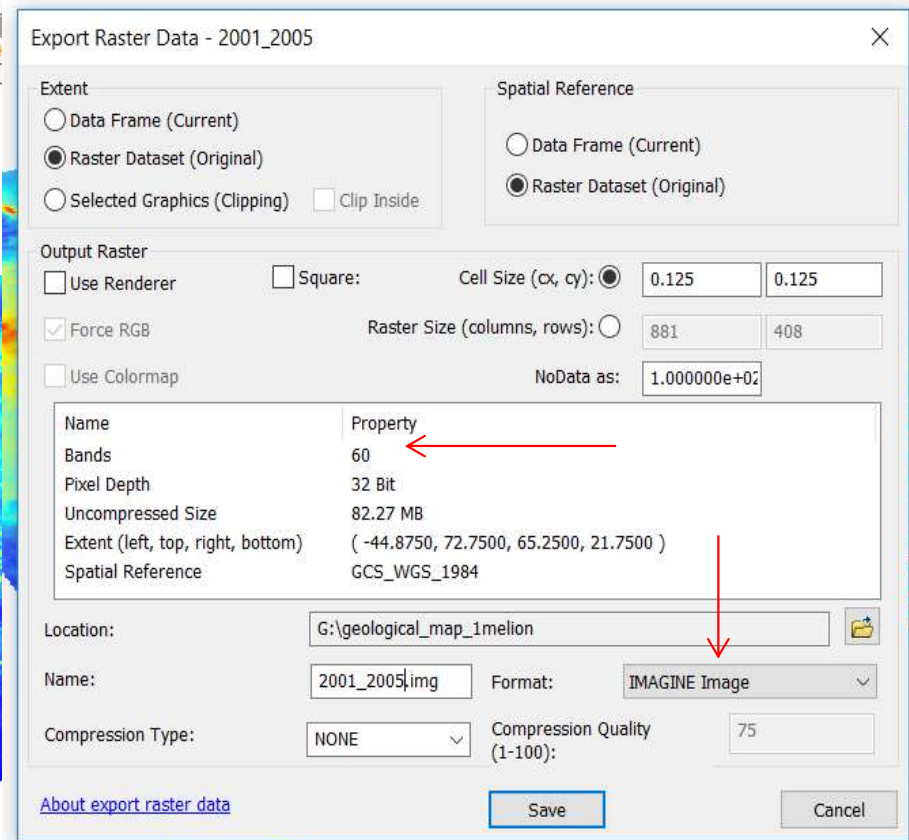 Export Raster Data - 2001_2005
Extent
Data Frame (Current)
Raster Dataset (Original)
Selected Graphics (Clipping) Clip Inside
Spatial Reference
Data Frame (Current)
Raster Dataset (Original)
Output Raster
Use Renderer Square: Cell Size (cx, cy): 0.125 0.125
Force RGB Raster Size (columns, rows): 881 408
Use Colormap NoData as: 1.000000e+02
Name Property
Bands 60
Pixel Depth 32 Bit
Uncompressed Size 82.27 MB
Extent (left, top, right, bottom) ( -44.8750, 72.7500, 65.2500, 21.7500 )
Spatial Reference GCS_WGS_1984
Location: G:\geological_map_1melion
Name: 2001_2005.img Format: IMAGINE Image
Compression Type: NONE Compression Quality (1-100): 75
About export raster data Save Cancel